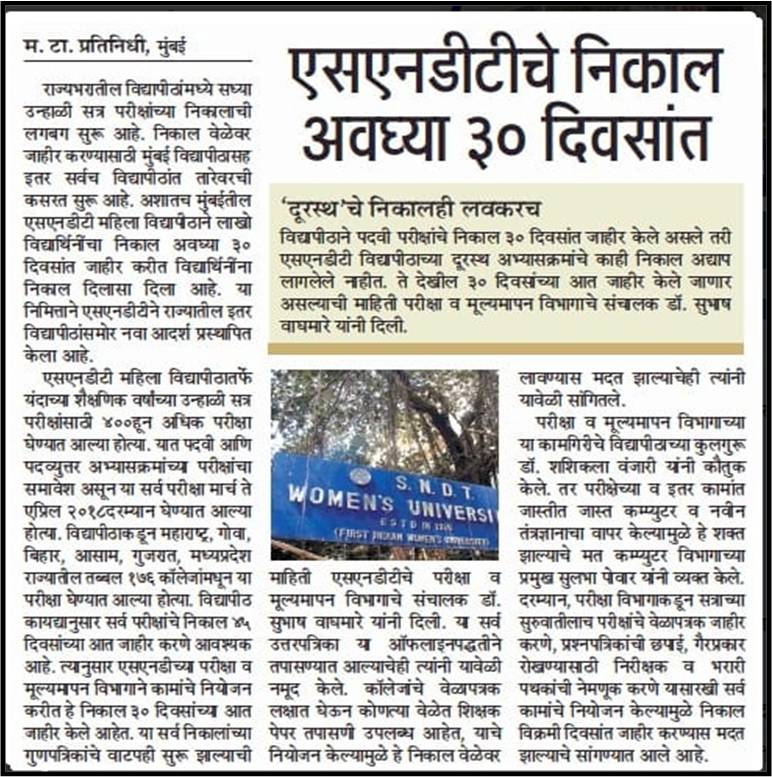 म. टा. प्रतिनिधी, मुंबई
एसएनडीटीचे निकाल
अवघ्या ३० दिवसांत
राज्यभरातील विद्यापीठांमध्ये सध्या
उन्हाळी सत्र परीक्षांच्या निकालाची
लगबग सुरू आहे. निकाल वेळेवर
जाहीर करण्यासाठी मुंबई विद्यापीठासह
इतर सर्वच विद्यापीठांत तारेवरची
कसरत सुरू आहे. अशातच मुंबईतील
एसएनडीटी महिला विद्यापीठाने लाखो
विद्यार्थिनींचा निकाल अवघ्या ३०
दिवसांत जाहीर करीत विद्यार्थिनींना
निकाल दिलासा दिला आहे. या
निमित्ताने एसएनडीटीने राज्यातील इतर
विद्यापीठांसमोर नवा आदर्श प्रस्थापित
केला आहे.
एसएनडीटी महिला विद्यापीठातर्फे
यंदाच्या शैक्षणिक वर्षाच्या उन्हाळी सत्र
परीक्षांसाठी ४००हून अधिक परीक्षा
घेण्यात आल्या होत्या. यात पदवी आणि
पदव्युत्तर अभ्यासक्रमांच्या परीक्षांचा
समावेश असून या सर्व परीक्षा मार्च ते
एप्रिल २०१८दरम्यान घेण्यात आल्या
होत्या. विद्यापीठाकडून महाराष्ट्र, गोवा,
बिहार, आसाम, गुजरात, मध्यप्रदेश
राज्यातील तब्बल १७६ कॉलेजांमधून या
परीक्षा घेण्यात आल्या होत्या. विद्यापीठ
कायद्यानुसार सर्व परीक्षांचे निकाल ४५
दिवसांच्या आत जाहीर करणे आवश्यक
आहे. त्यानुसार एसएनडीच्या परीक्षा व
मूल्यमापन विभागाने कामांचे नियोजन
करीत हे निकाल ३० दिवसांच्या आत
जाहीर केले आहेत. या सर्व निकालांच्या
गुणपत्रिकांचे वाटपही सुरू झाल्याची
'दूरस्थ'चे निकालही लवकरच
विद्यापीठाने पदवी परीक्षांचे निकाल ३० दिवसांत जाहीर केले असले तरी
एसएनडीटी विद्यापीठाच्या दूरस्थ अभ्यासक्रमांचे काही निकाल अद्याप
लागलेले नाहीत. ते देखील ३० दिवसांच्या आत जाहीर केले जाणार
असल्याची माहिती परीक्षा व मूल्यमापन विभागाचे संचालक डॉ. सुभाष
वाघमारे यांनी दिली.
S. N. D. T.
WOMEN'S UNIVERSI
ESTD IN 1916
(FIRST INDIAN WOMEN'S UNIVERSITY)
माहिती एसएनडीटीचे परीक्षा व
मूल्यमापन विभागाचे संचालक डॉ.
सुभाष वाघमारे यांनी दिली. या सर्व
उत्तरपत्रिका या ऑफलाइनपद्धतीने
तपासण्यात आल्याचेही त्यांनी यावेळी
नमूद केले. कॉलेजांचे वेळापत्रक
लक्षात घेऊन कोणत्या वेळेत शिक्षक
पेपर तपासणी उपलब्ध आहेत, याचे
नियोजन केल्यामुळे हे निकाल वेळेवर
लावण्यास मदत झाल्याचेही त्यांनी
यावेळी सांगितले.
परीक्षा व मूल्यमापन विभागाच्या
या कामगिरीचे विद्यापीठाच्या कुलगुरू
डॉ. शशिकला वंजारी यांनी कौतुक
केले. तर परीक्षेच्या व इतर कामांत
जास्तीत जास्त कम्प्युटर व नवीन
तंत्रज्ञानाचा वापर केल्यामुळे हे शक्त
झाल्याचे मत कम्प्युटर विभागाच्या
प्रमुख सुलभा पोवार यांनी व्यक्त केले.
दरम्यान, परीक्षा विभागाकडून सत्राच्या
सुरुवातीलाच परीक्षांचे वेळापत्रक जाहीर
करणे, प्रश्नपत्रिकांची छपाई, गैरप्रकार
रोखण्यासाठी निरीक्षक व भरारी
पथकांची नेमणूक करणे यासारखी सर्व
कामांचे नियोजन केल्यामुळे निकाल
विक्रमी दिवसांत जाहीर करण्यास मदत
झाल्याचे सांगण्यात आले आहे.